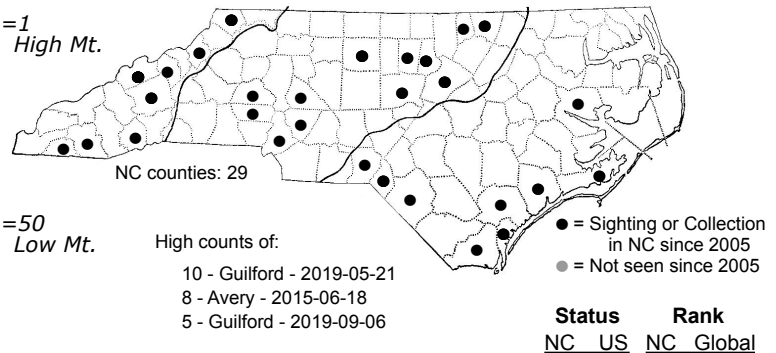 =1
High Mt.
NC counties: 29
=50
Low Mt.
High counts of:
10 - Guilford - 2019-05-21
8 - Avery - 2015-06-18
5 - Guilford - 2019-09-06
= Sighting or Collection
in NC since 2005
= Not seen since 2005
Status Rank
NC US NC Global